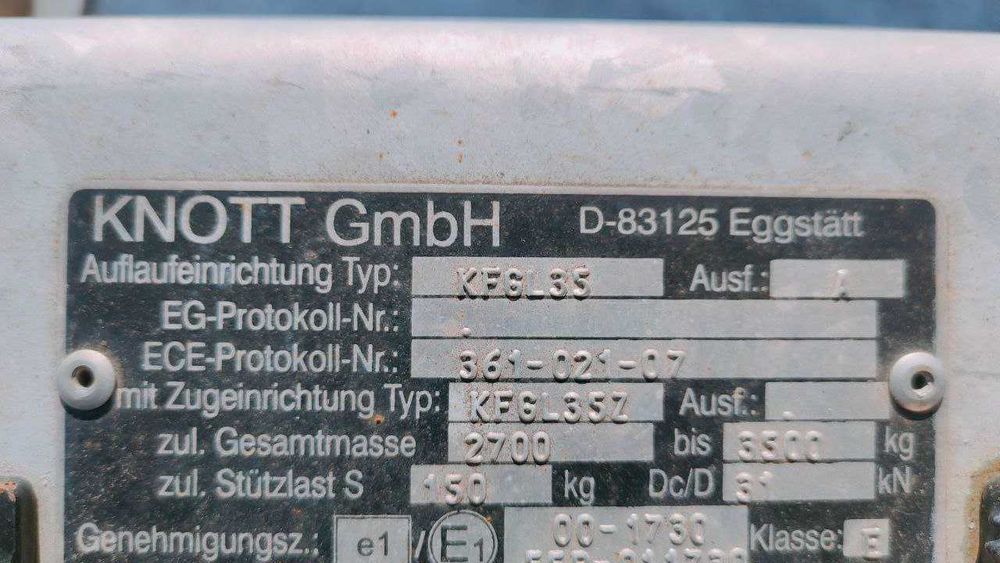 KNOTT GmbH D-83125 Eggstätt
Auflaufeinrichtung Typ: KFGL35 Ausf.: A
EG-Protokoll-Nr.: .
ECE-Protokoll-Nr.: 361-021-07
mit Zugeinrichtung Typ: KFGL35Z Ausf.: .
zul. Gesamtmasse 2700 bis 3500 kg
zul. Stützlast S 150 kg Dc/D 31 kN
Genehmigungsz.: e1 / E1 00-1730 Klasse: E